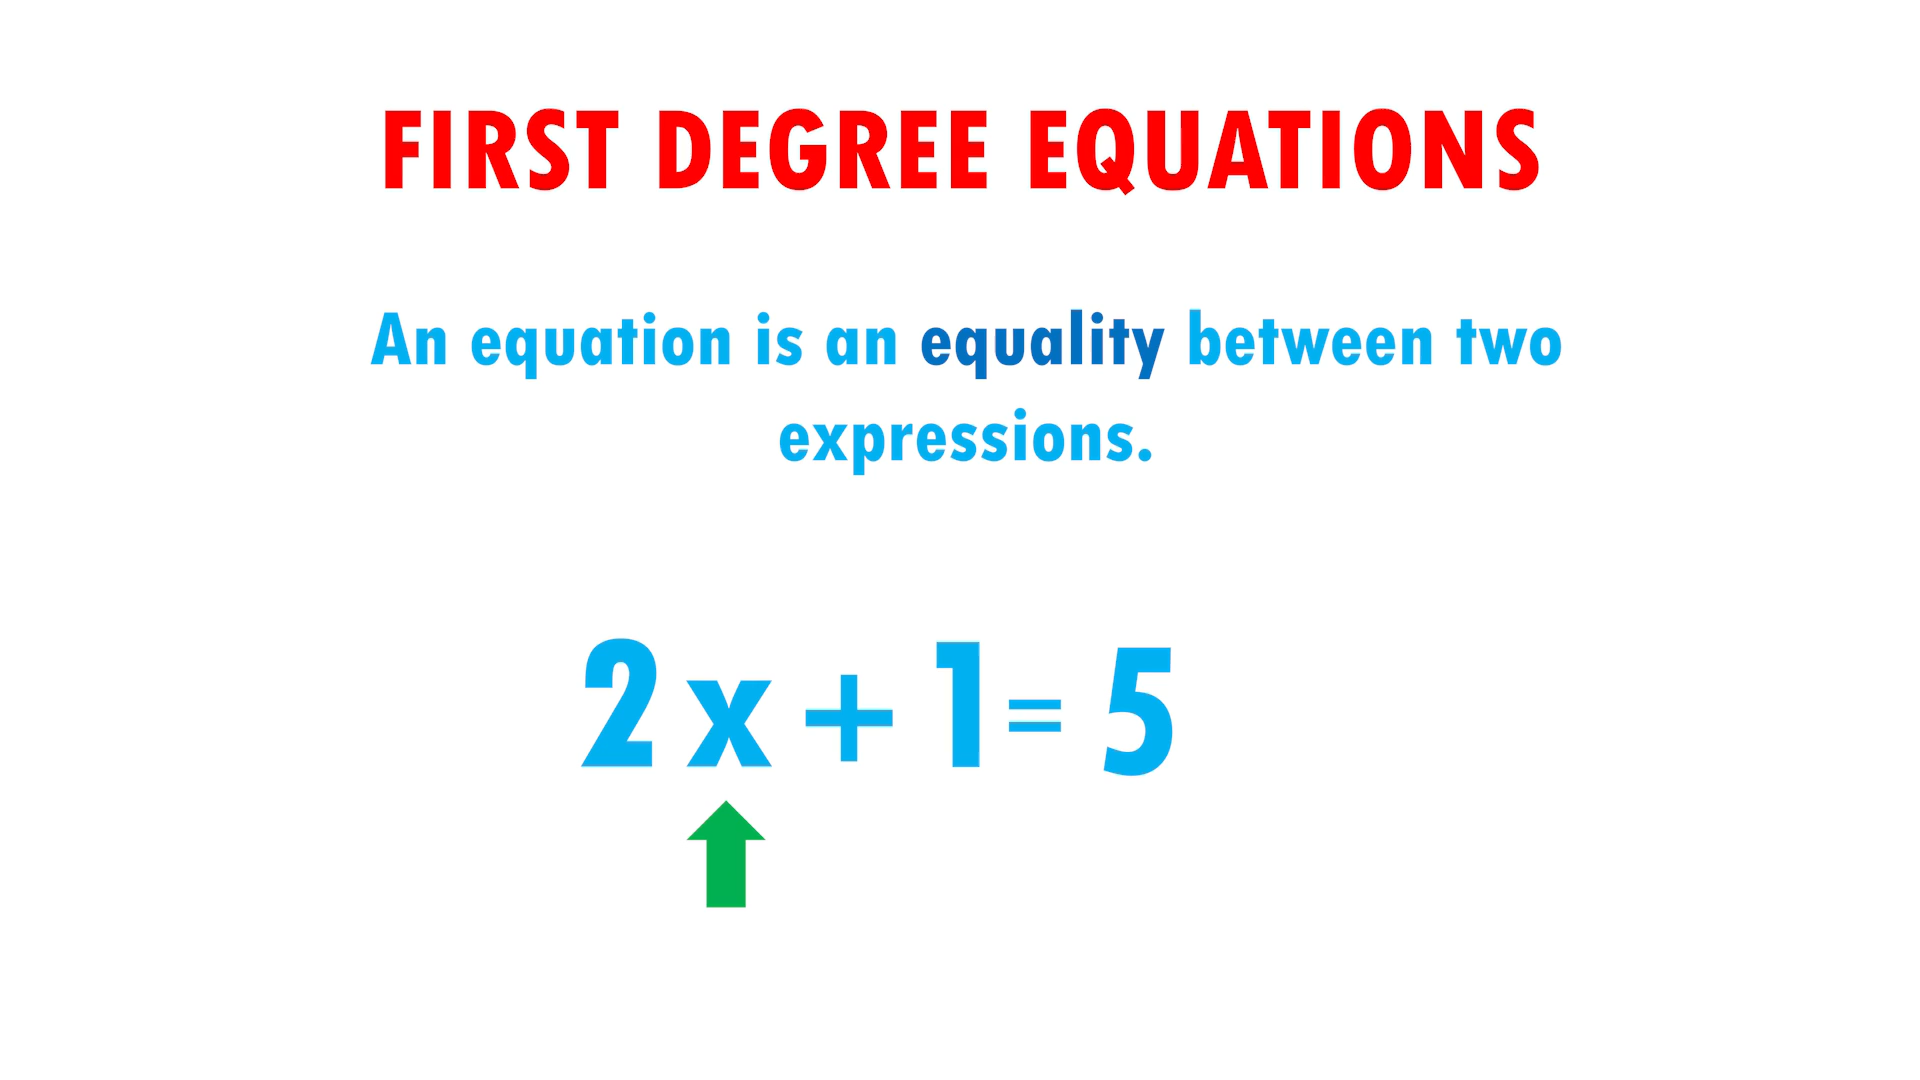 FIRST DEGREE EQUATIONS
An equation is an equality between two
expressions.
2x+1= 5